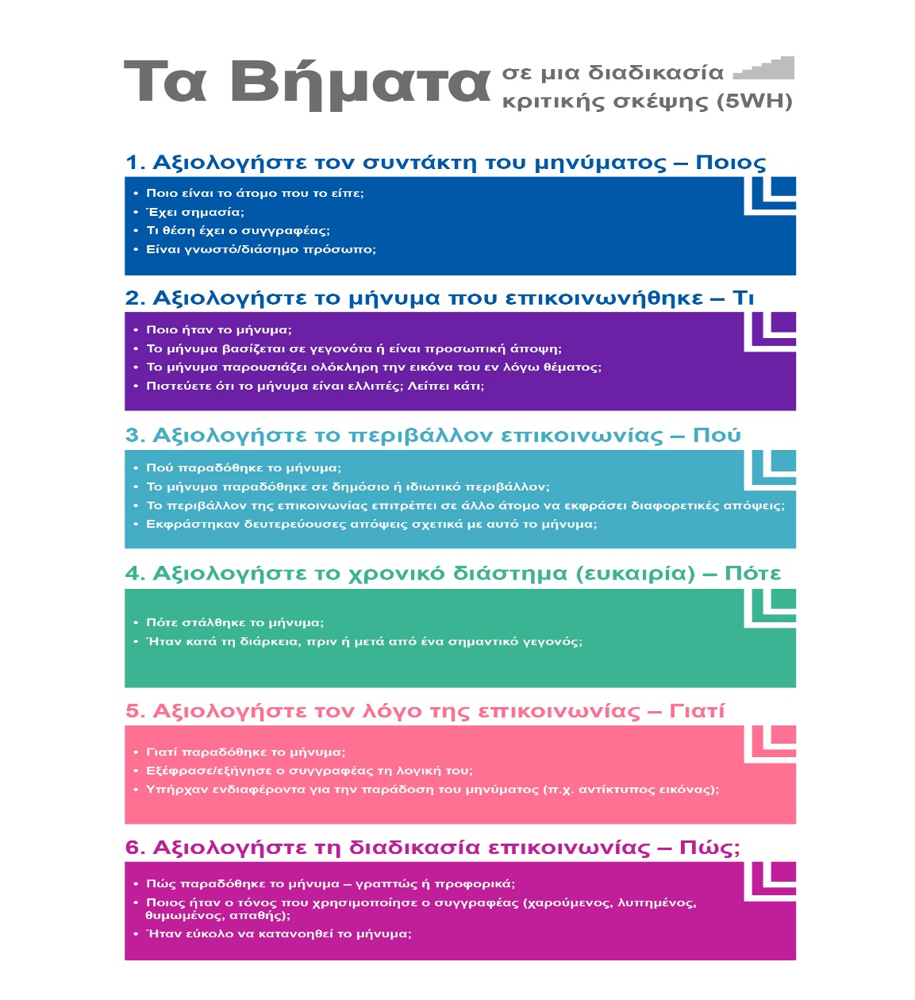 Τα Βήματα σε μια διαδικασία
κριτικής σκέψης (5WH)
1. Αξιολογήστε τον συντάκτη του μηνύματος – Ποιος
• Ποιο είναι το άτομο που το είπε;
• Έχει σημασία;
• Τι θέση έχει ο συγγραφέας;
• Είναι γνωστό/διάσημο πρόσωπο;
2. Αξιολογήστε το μήνυμα που επικοινωνήθηκε – Τι
• Ποιο ήταν το μήνυμα;
• Το μήνυμα βασίζεται σε γεγονότα ή είναι προσωπική άποψη;
• Το μήνυμα παρουσιάζει ολόκληρη την εικόνα του εν λόγω θέματος;
• Πιστεύετε ότι το μήνυμα είναι ελλιπές; Λείπει κάτι;
3. Αξιολογήστε το περιβάλλον επικοινωνίας – Πού
• Πού παραδόθηκε το μήνυμα;
• Το μήνυμα παραδόθηκε σε δημόσιο ή ιδιωτικό περιβάλλον;
• Το περιβάλλον της επικοινωνίας επιτρέπει σε άλλο άτομο να εκφράσει διαφορετικές απόψεις;
• Εκφράστηκαν δευτερεύουσες απόψεις σχετικά με αυτό το μήνυμα;
4. Αξιολογήστε το χρονικό διάστημα (ευκαιρία) – Πότε
• Πότε στάλθηκε το μήνυμα;
• Ήταν κατά τη διάρκεια, πριν ή μετά από ένα σημαντικό γεγονός;
5. Αξιολογήστε τον λόγο της επικοινωνίας – Γιατί
• Γιατί παραδόθηκε το μήνυμα;
• Εξέφρασε/εξήγησε ο συγγραφέας τη λογική του;
• Υπήρχαν ενδιαφέροντα για την παράδοση του μηνύματος (π.χ. αντίκτυπος εικόνας);
6. Αξιολογήστε τη διαδικασία επικοινωνίας – Πώς;
• Πώς παραδόθηκε το μήνυμα – γραπτώς ή προφορικά;
• Ποιος ήταν ο τόνος που χρησιμοποίησε ο συγγραφέας (χαρούμενος, λυπημένος,
θυμωμένος, απαθής);
• Ήταν εύκολο να κατανοηθεί το μήνυμα;